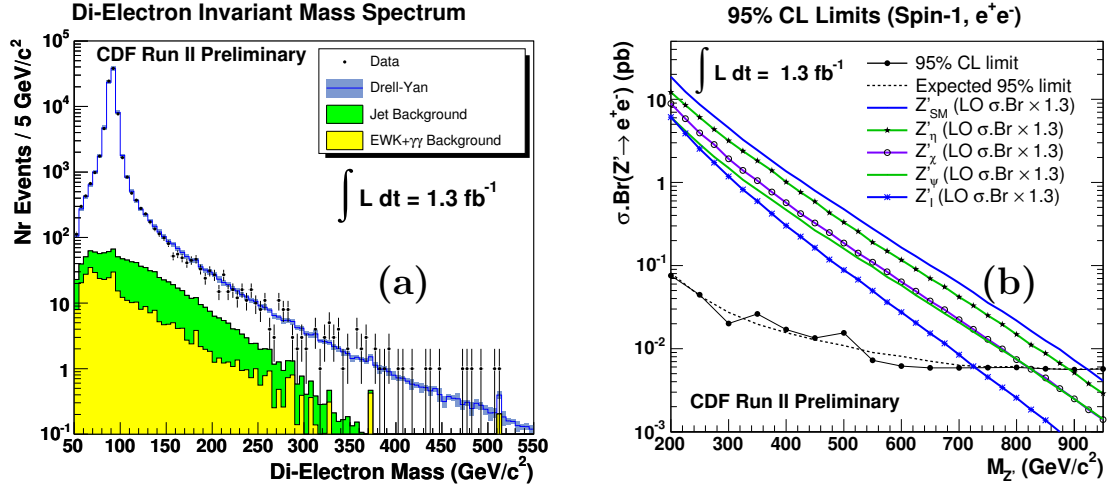 Di-Electron Invariant Mass Spectrum
Nr Events / 5 GeV/c²
10⁵
10⁴
10³
10²
10
1
10⁻¹
CDF Run II Preliminary
Data
Drell-Yan
Jet Background
EWK+γγ Background
∫ L dt = 1.3 fb⁻¹
(a)
50 100 150 200 250 300 350 400 450 500 550
Di-Electron Mass (GeV/c²)
95% CL Limits (Spin-1, e⁺e⁻)
σ.Br(Z'→ e⁺e⁻) (pb)
10
1
10⁻¹
10⁻²
10⁻³
∫ L dt = 1.3 fb⁻¹
95% CL limit
Expected 95% limit
Z'SM (LO σ.Br × 1.3)
Z'η (LO σ.Br × 1.3)
Z'χ (LO σ.Br × 1.3)
Z'ψ (LO σ.Br × 1.3)
Z'I (LO σ.Br × 1.3)
(b)
CDF Run II Preliminary
200 300 400 500 600 700 800 900
MZ' (GeV/c²)